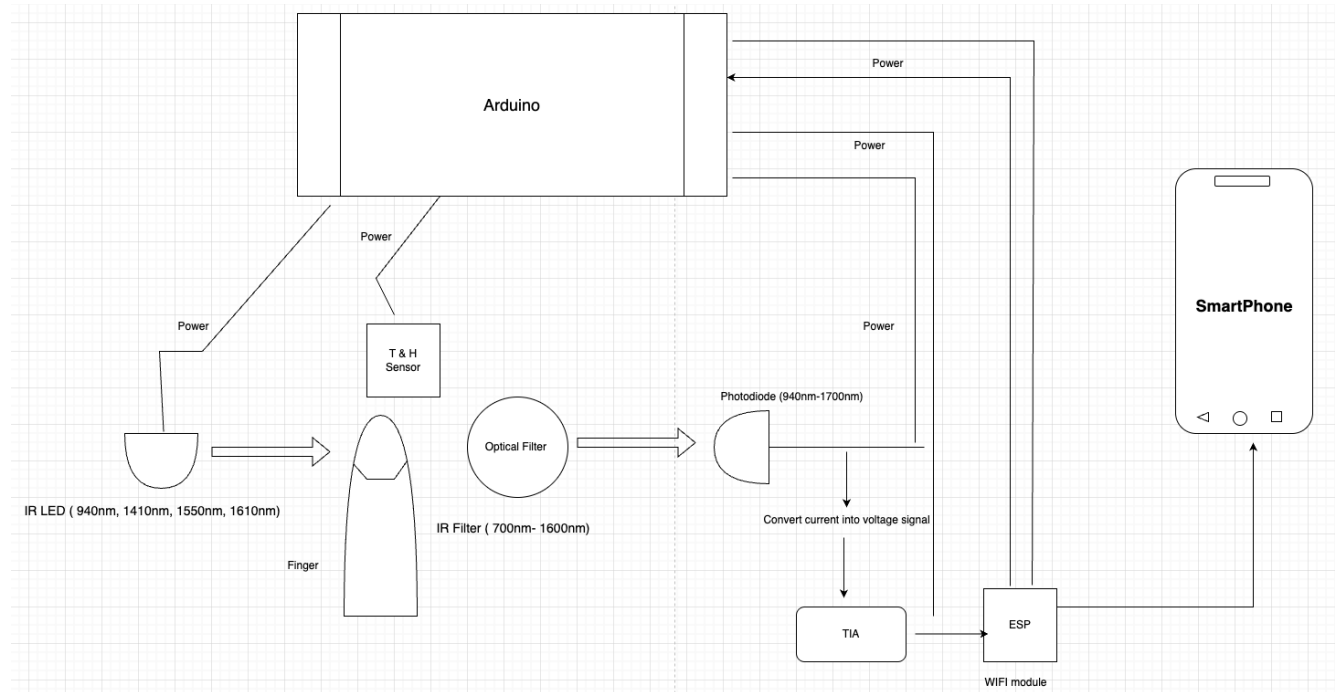 Arduino
Power
Power
Power
Power
Power
T & H
Sensor
SmartPhone
Photodiode (940nm-1700nm)
Optical Filter
IR LED ( 940nm, 1410nm, 1550nm, 1610nm)
IR Filter ( 700nm- 1600nm)
Convert current into voltage signal
Finger
TIA
ESP
WIFI module